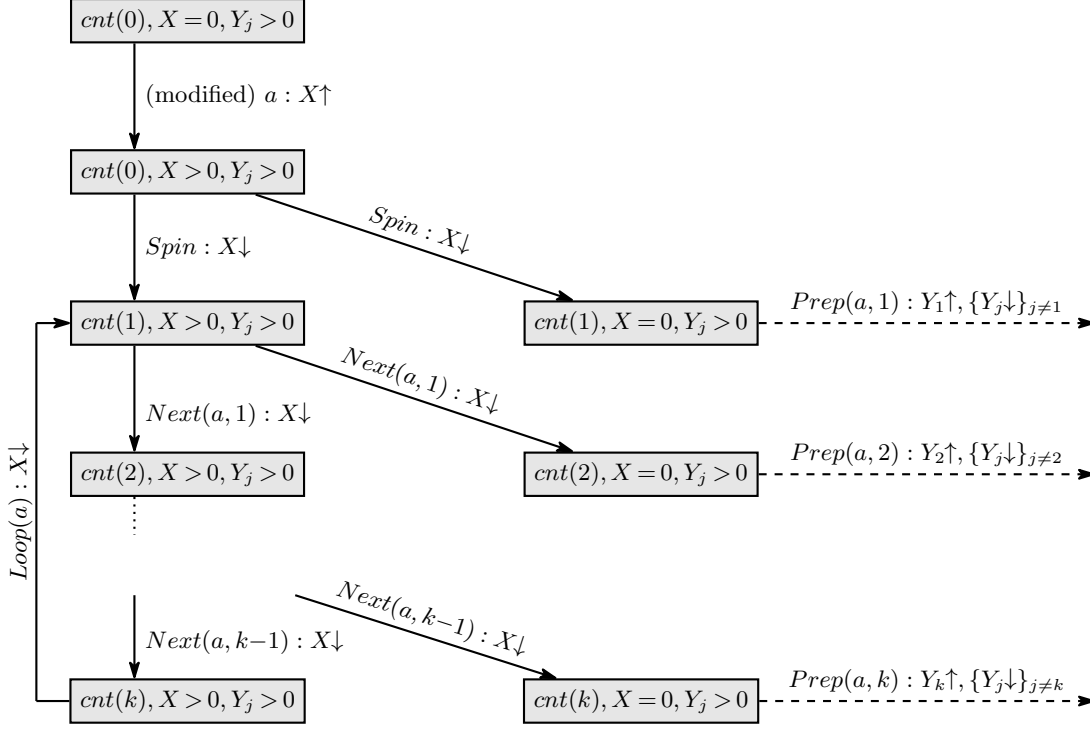 cnt(0), X = 0, Y_j > 0
(modified) a : X↑
cnt(0), X > 0, Y_j > 0
Spin : X↓
Spin : X↓
cnt(1), X > 0, Y_j > 0
cnt(1), X = 0, Y_j > 0
Prep(a, 1) : Y_1↑, {Y_j↓}_{j≠1}
Next(a, 1) : X↓
Next(a, 1) : X↓
cnt(2), X > 0, Y_j > 0
cnt(2), X = 0, Y_j > 0
Prep(a, 2) : Y_2↑, {Y_j↓}_{j≠2}
Loop(a) : X↓
Next(a, k−1) : X↓
Next(a, k−1) : X↓
cnt(k), X > 0, Y_j > 0
cnt(k), X = 0, Y_j > 0
Prep(a, k) : Y_k↑, {Y_j↓}_{j≠k}